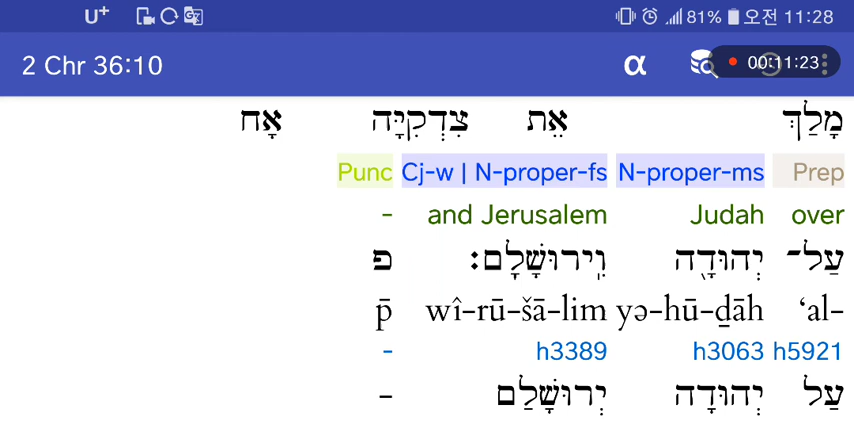 U+ 81% 오전 11:28
2 Chr 36:10 α 00:11:23
מָלַךְ אֵת צִדְקִיָּה אָח
Punc Cj-w | N-proper-fs N-proper-ms Prep
- and Jerusalem Judah over
עַל־ יְהוּדָ֖ה וִֽירוּשָׁלִָֽם׃ פ
p̄ wî-rū-šā-lim yə-hū-ḏāh ‘al-
- h3389 h3063 h5921
עַל יְהוּדָה יְרוּשָׁלַם -